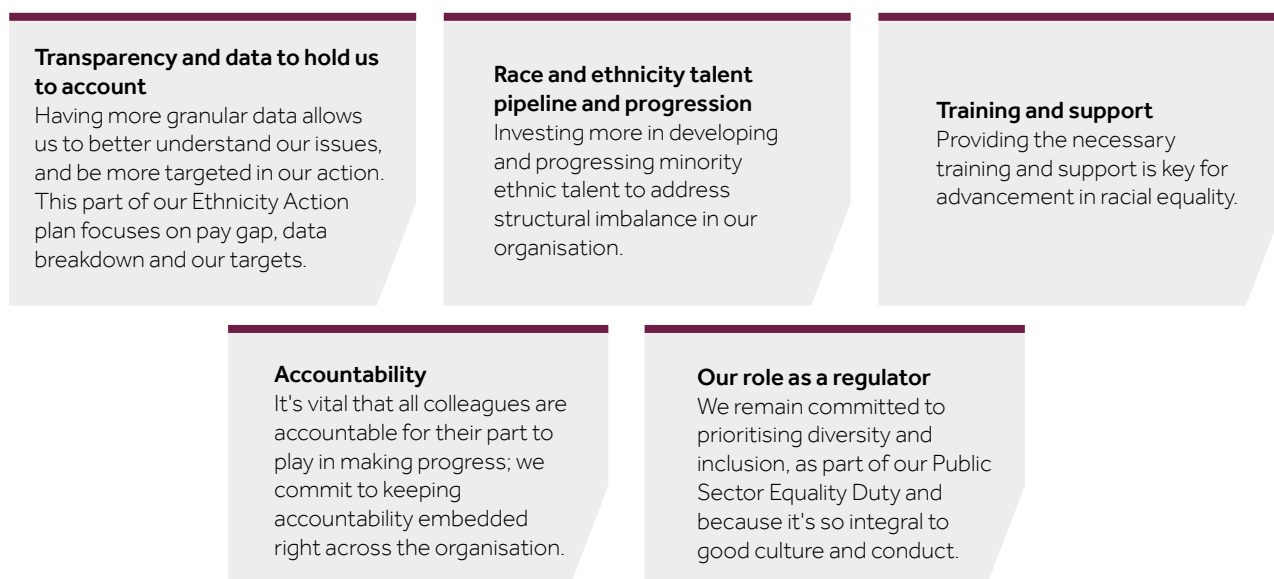 Transparency and data to hold us
to account
Having more granular data allows
us to better understand our issues,
and be more targeted in our action.
This part of our Ethnicity Action
plan focuses on pay gap, data
breakdown and our targets.
Race and ethnicity talent
pipeline and progression
Investing more in developing
and progressing minority
ethnic talent to address
structural imbalance in our
organisation.
Training and support
Providing the necessary
training and support is key for
advancement in racial equality.
Accountability
It's vital that all colleagues are
accountable for their part to
play in making progress; we
commit to keeping
accountability embedded
right across the organisation.
Our role as a regulator
We remain committed to
prioritising diversity and
inclusion, as part of our Public
Sector Equality Duty and
because it's so integral to
good culture and conduct.